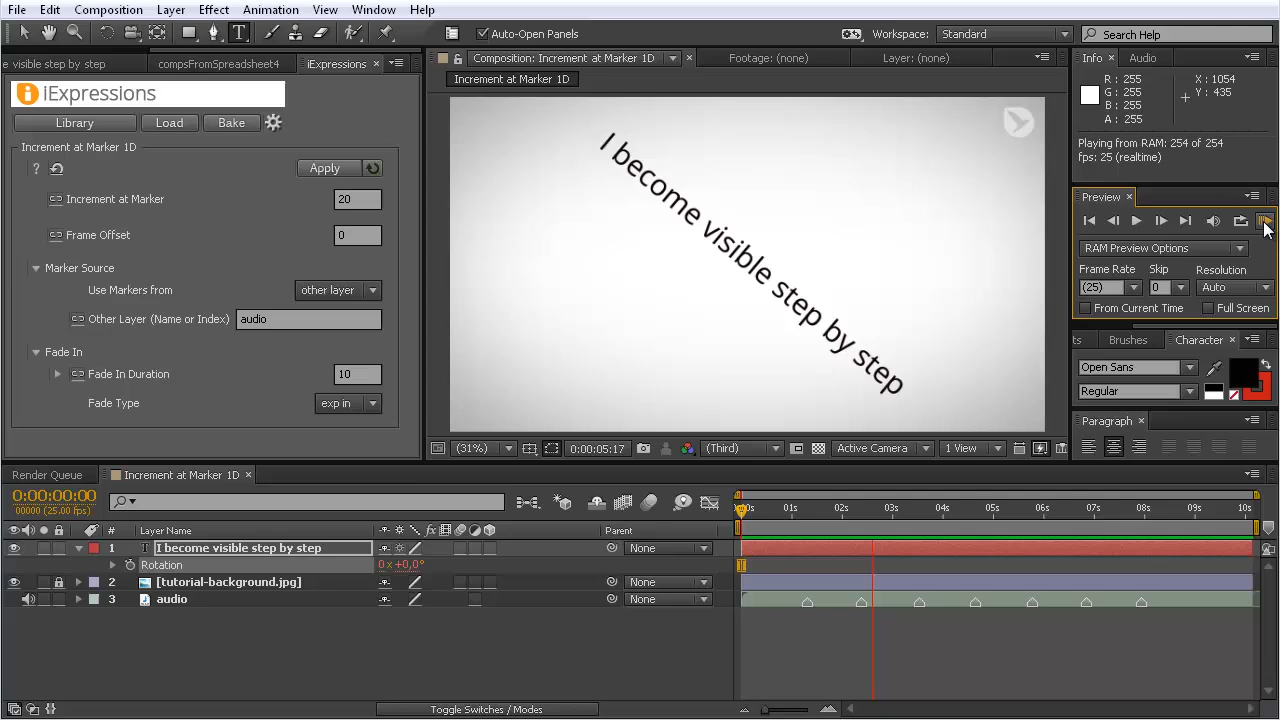 File Edit Composition Layer Effect Animation View Window Help
Auto-Open Panels Workspace: Standard Search Help
e visible step by step compsFromSpreadsheet4 iExpressions
Composition: Increment at Marker 1D Footage: (none) Layer: (none)
Info Audio
iExpressions
Increment at Marker 1D
Library Load Bake
R: 255 X: 1054
G: 255 Y: 435
B: 255
A: 255
Playing from RAM: 254 of 254
fps: 25 (realtime)
Increment at Marker 1D
? Apply
Increment at Marker 20
Frame Offset 0
Marker Source
Use Markers from other layer
Other Layer (Name or Index) audio
Fade In
Fade In Duration 10
Fade Type exp in
I become visible step by step
Preview
RAM Preview Options
Frame Rate Skip Resolution
(25) 0 Auto
From Current Time Full Screen
ts Brushes Character
Open Sans
Regular
Paragraph
(31%) 0:00:05:17 (Third) Active Camera 1 View
Render Queue Increment at Marker 1D
0:00:00:00
00000 (25.00 fps)
# Layer Name fx Parent
01s 02s 03s 04s 05s 06s 07s 08s 09s 10s
1 T I become visible step by step None
Rotation 0x+0,0°
2 [tutorial-background.jpg] None
3 audio None
Toggle Switches / Modes